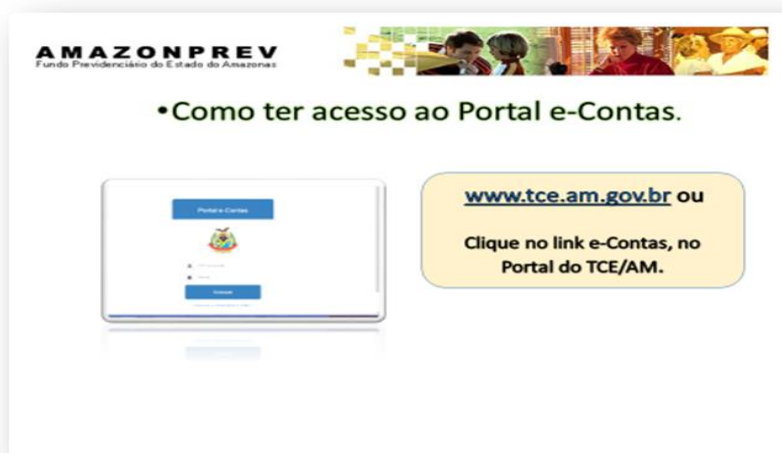 AMAZONPREV
Fundo Previdenciário do Estado do Amazonas
•Como ter acesso ao Portal e-Contas.
Portal e-Contas
www.tce.am.gov.br ou
Clique no link e-Contas, no
Portal do TCE/AM.